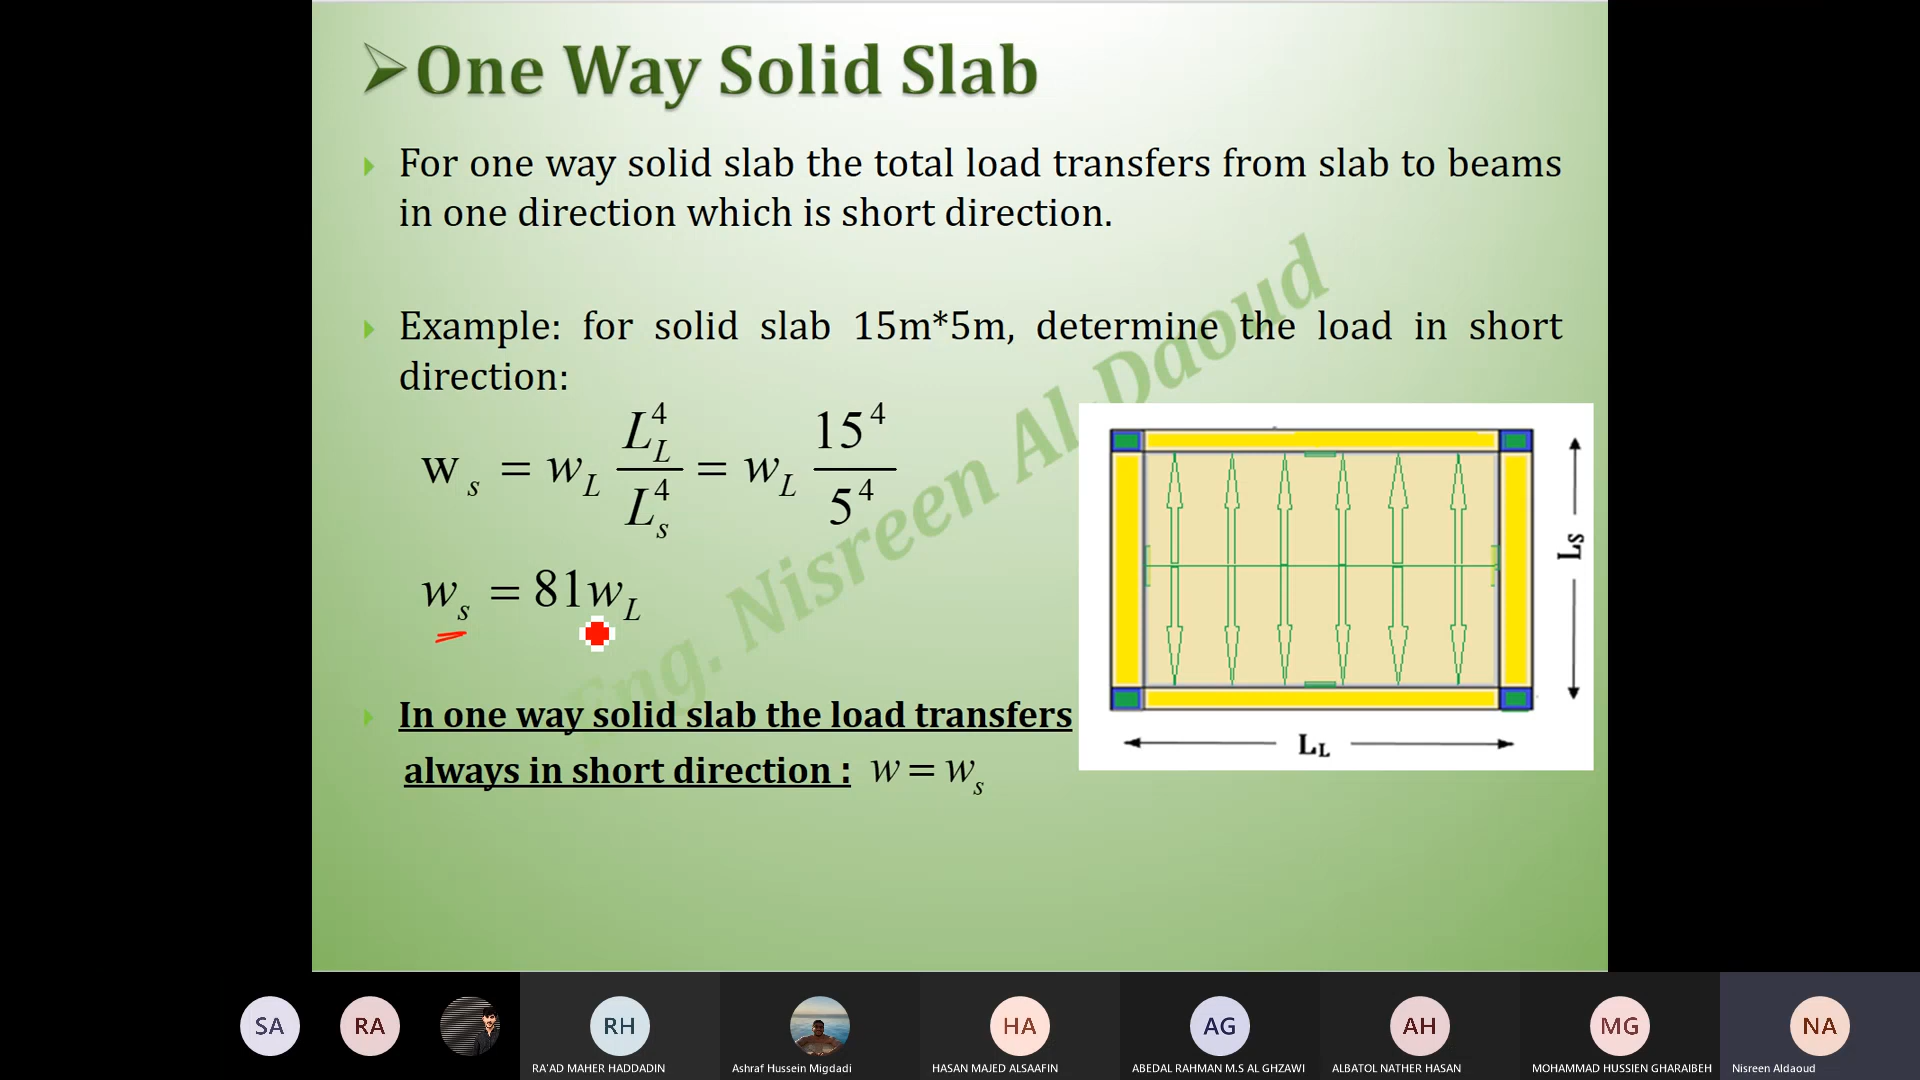 One Way Solid Slab
For one way solid slab the total load transfers from slab to beams
in one direction which is short direction.
Example: for solid slab 15m*5m, determine the load in short
direction:
w_s = w_L L_L^4 / L_s^4 = w_L 15^4 / 5^4
w_s = 81w_L
In one way solid slab the load transfers
always in short direction : w = w_s
Ls
LL
Eng. Nisreen Al-Daoud
SA
RA
RH
HA
AG
AH
MG
NA
RA'AD MAHER HADDADIN
Ashraf Hussein Migdadi
HASAN MAJED ALSAAFIN
ABEDAL RAHMAN M.S AL GHZAWI
ALBATOL NATHER HASAN
MOHAMMAD HUSSIEN GHARAIBEH
Nisreen Aldaoud